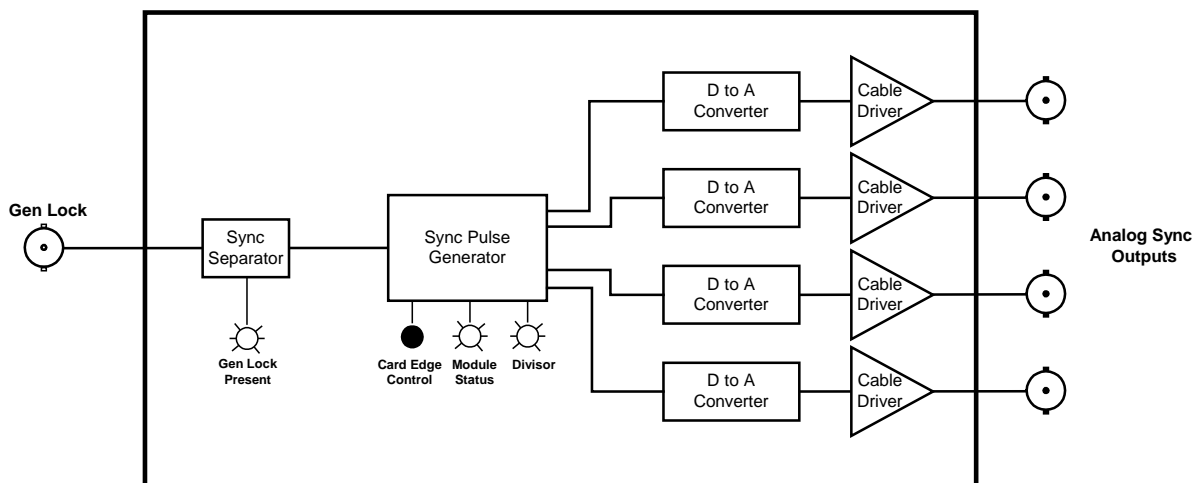 D to A
Converter
Cable
Driver
D to A
Converter
Cable
Driver
Gen Lock
Sync
Separator
Sync Pulse
Generator
Analog Sync
Outputs
D to A
Converter
Cable
Driver
Gen Lock
Present
Card Edge
Control
Module
Status
Divisor
D to A
Converter
Cable
Driver